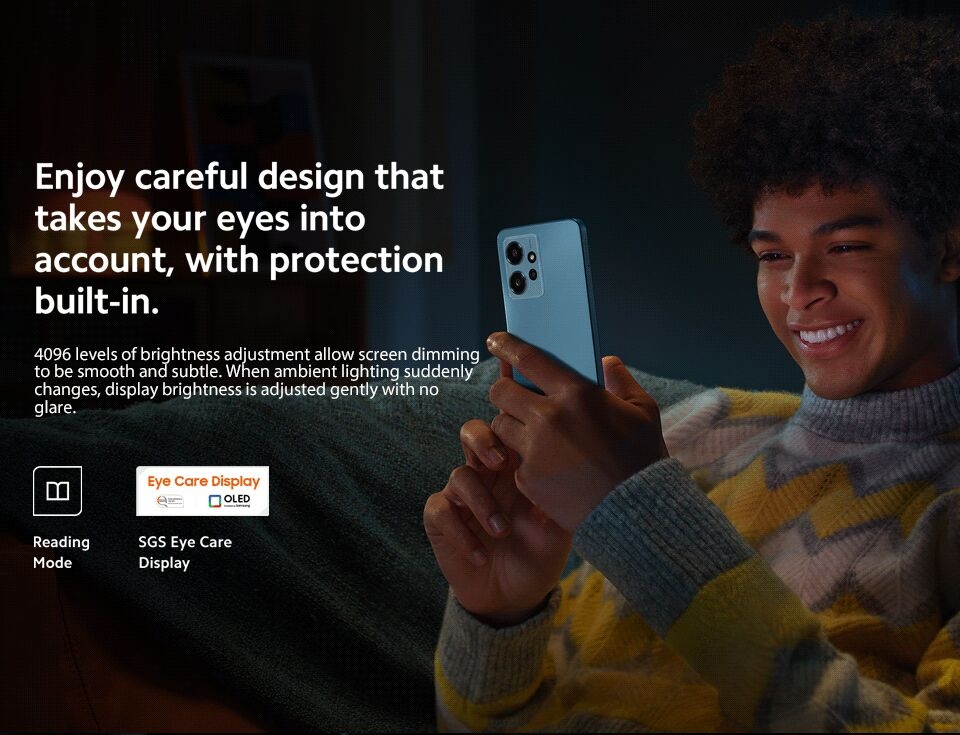 Enjoy careful design that
takes your eyes into
account, with protection
built-in.
4096 levels of brightness adjustment allow screen dimming
to be smooth and subtle. When ambient lighting suddenly
changes, display brightness is adjusted gently with no
glare.
Eye Care Display
OLED
Reading
Mode
SGS Eye Care
Display